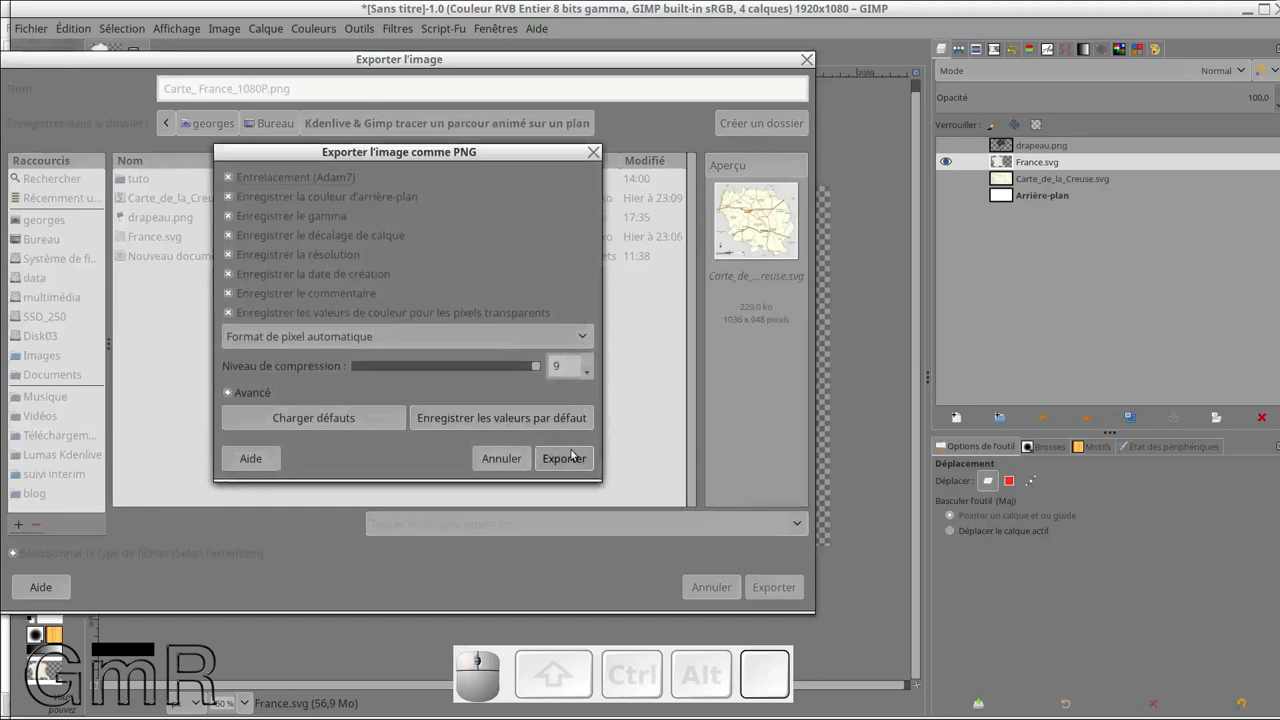 *[Sans titre]-1.0 (Couleur RVB Entier 8 bits gamma, GIMP built-in sRGB, 4 calques) 1920x1080 – GIMP
Fichier Édition Sélection Affichage Image Calque Couleurs Outils Filtres Script-Fu Fenêtres Aide
Exporter l'image
Nom :
Carte_ France_1080P.png
Enregistrer dans le dossier :
georges Bureau Kdenlive & Gimp tracer un parcour animé sur un plan
Créer un dossier
Raccourcis
Rechercher
Récemment u...
georges
Bureau
Système de fi...
data
multimédia
SSD_250
Disk03
Images
Documents
Musique
Vidéos
Téléchargem...
Lumas Kdenlive
suivi interim
blog
Nom Modifié
tuto 14:00
Carte_de_la_Creu Hier à 23:09
drapeau.png 17:35
France.svg Hier à 23:06
Nouveau docume 11:38
Aperçu
Carte_de_...reuse.svg
229,0 ko
1036 x 948 pixels
Exporter l'image comme PNG
Entrelacement (Adam7)
Enregistrer la couleur d'arrière-plan
Enregistrer le gamma
Enregistrer le décalage de calque
Enregistrer la résolution
Enregistrer la date de création
Enregistrer le commentaire
Enregistrer les valeurs de couleur pour les pixels transparents
Format de pixel automatique
Niveau de compression : 9
Avancé
Charger défauts Enregistrer les valeurs par défaut
Aide Annuler Exporter
Sélectionner le type de fichier (Selon l'extension)
Aide Annuler Exporter
Mode Normal
Opacité 100,0
Verrouiller :
drapeau.png
France.svg
Carte_de_la_Creuse.svg
Arrière-plan
Options de l'outil Brosses Motifs État des périphériques
Déplacement
Déplacer :
Basculer l'outil (Maj)
Pointer un calque et ou guide
Déplacer le calque actif
GmR
Vous
pouvez
Ctrl Alt
px France.svg (56,9 Mo)